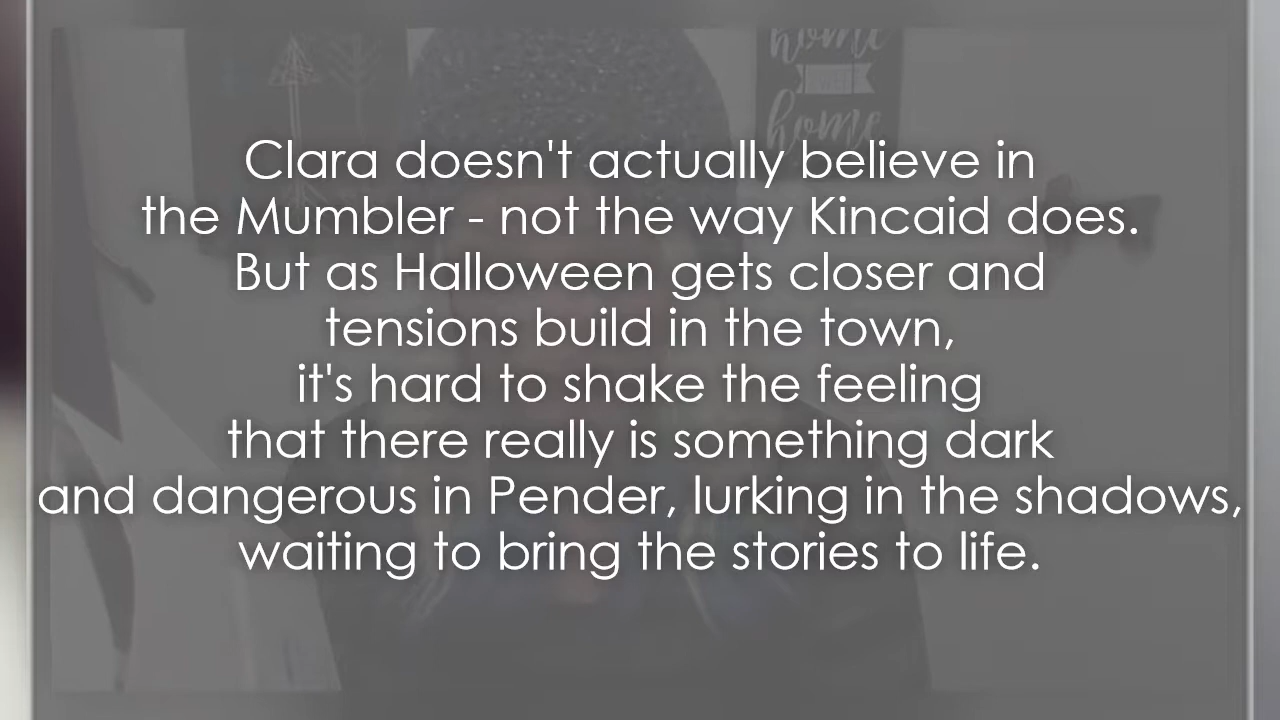 home
home
Clara doesn't actually believe in
the Mumbler - not the way Kincaid does.
But as Halloween gets closer and
tensions build in the town,
it's hard to shake the feeling
that there really is something dark
and dangerous in Pender, lurking in the shadows,
waiting to bring the stories to life.